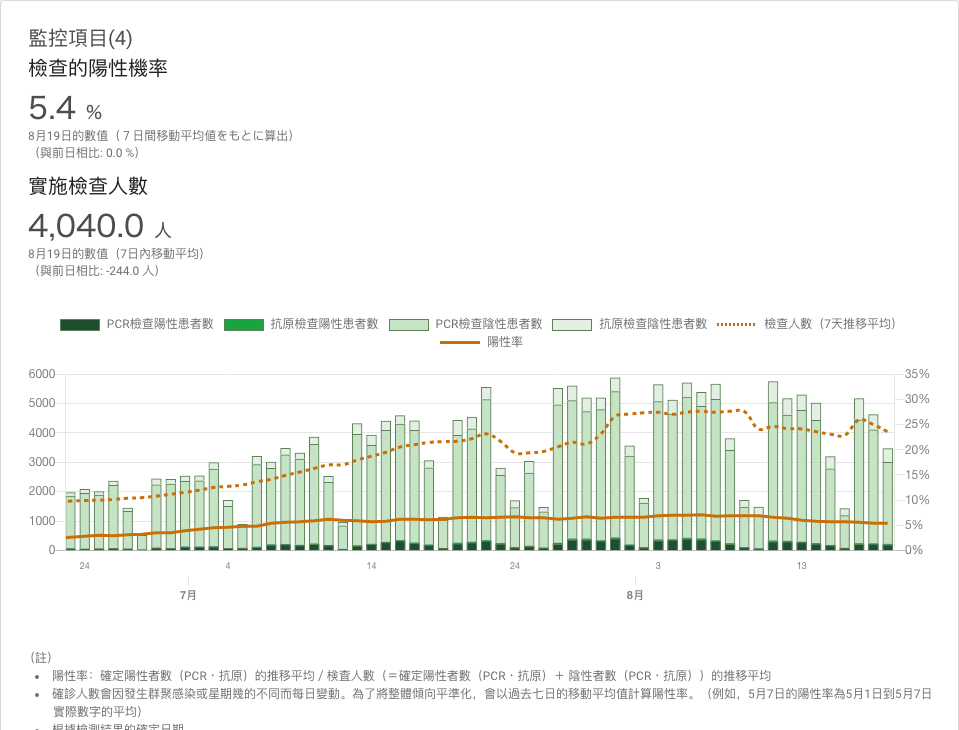 監控項目(4)
檢查的陽性機率
5.4 %
8月19日的數值（７日間移動平均値をもとに算出）
（與前日相比: 0.0 %）
實施檢查人數
4,040.0 人
8月19日的數值（7日內移動平均）
（與前日相比: -244.0 人）
PCR檢查陽性患者數 抗原檢查陽性患者數 PCR檢查陰性患者數 抗原檢查陰性患者數 檢查人數（7天推移平均）
陽性率
6000 35%
5000 30%
4000 25%
3000 20%
2000 15%
1000 10%
0 5%
0%
24 4 14 24 3 13
7月 8月
（註）
陽性率：確定陽性者數（PCR・抗原）的推移平均 / 檢查人數（＝確定陽性者數（PCR・抗原）＋ 陰性者數（PCR・抗原））的推移平均
確診人數會因發生群聚感染或星期幾的不同而每日變動。為了將整體傾向平準化，會以過去七日的移動平均值計算陽性率。（例如，5月7日的陽性率為5月1日到5月7日
實際數字的平均）
根據檢測結果的確定日期